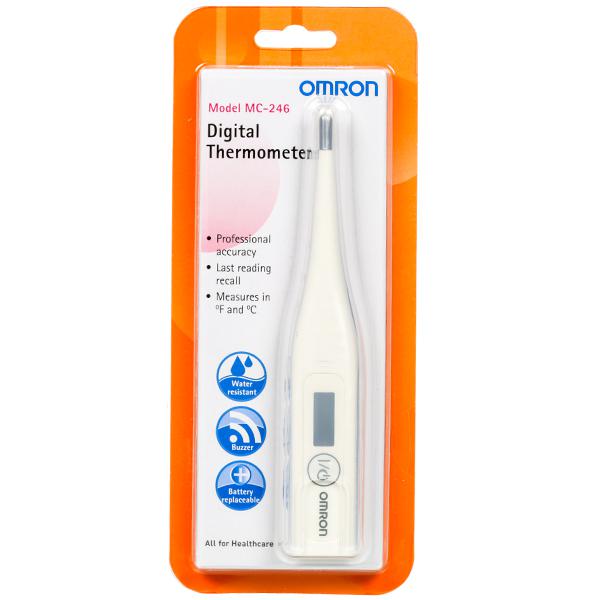 OMRON
Model MC-246
Digital
Thermometer
• Professional
accuracy
• Last reading
recall
• Measures in
ºF and ºC
Water
resistant
Buzzer
Battery
replaceable
I/
OMRON
All for Healthcare